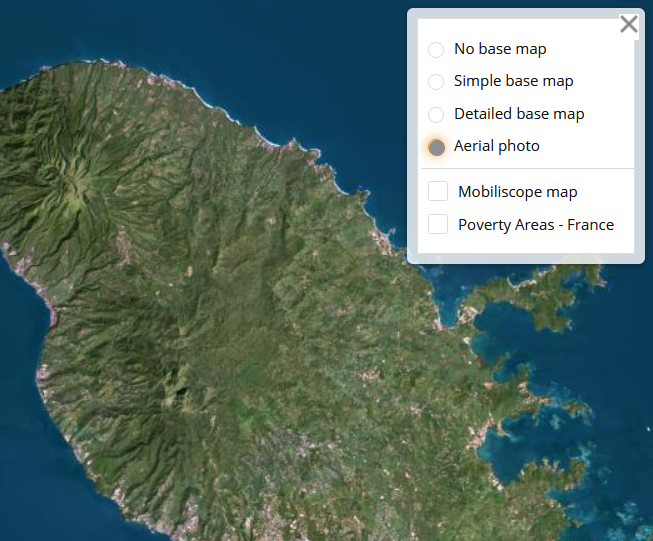 No base map
Simple base map
Detailed base map
Aerial photo
Mobiliscope map
Poverty Areas - France